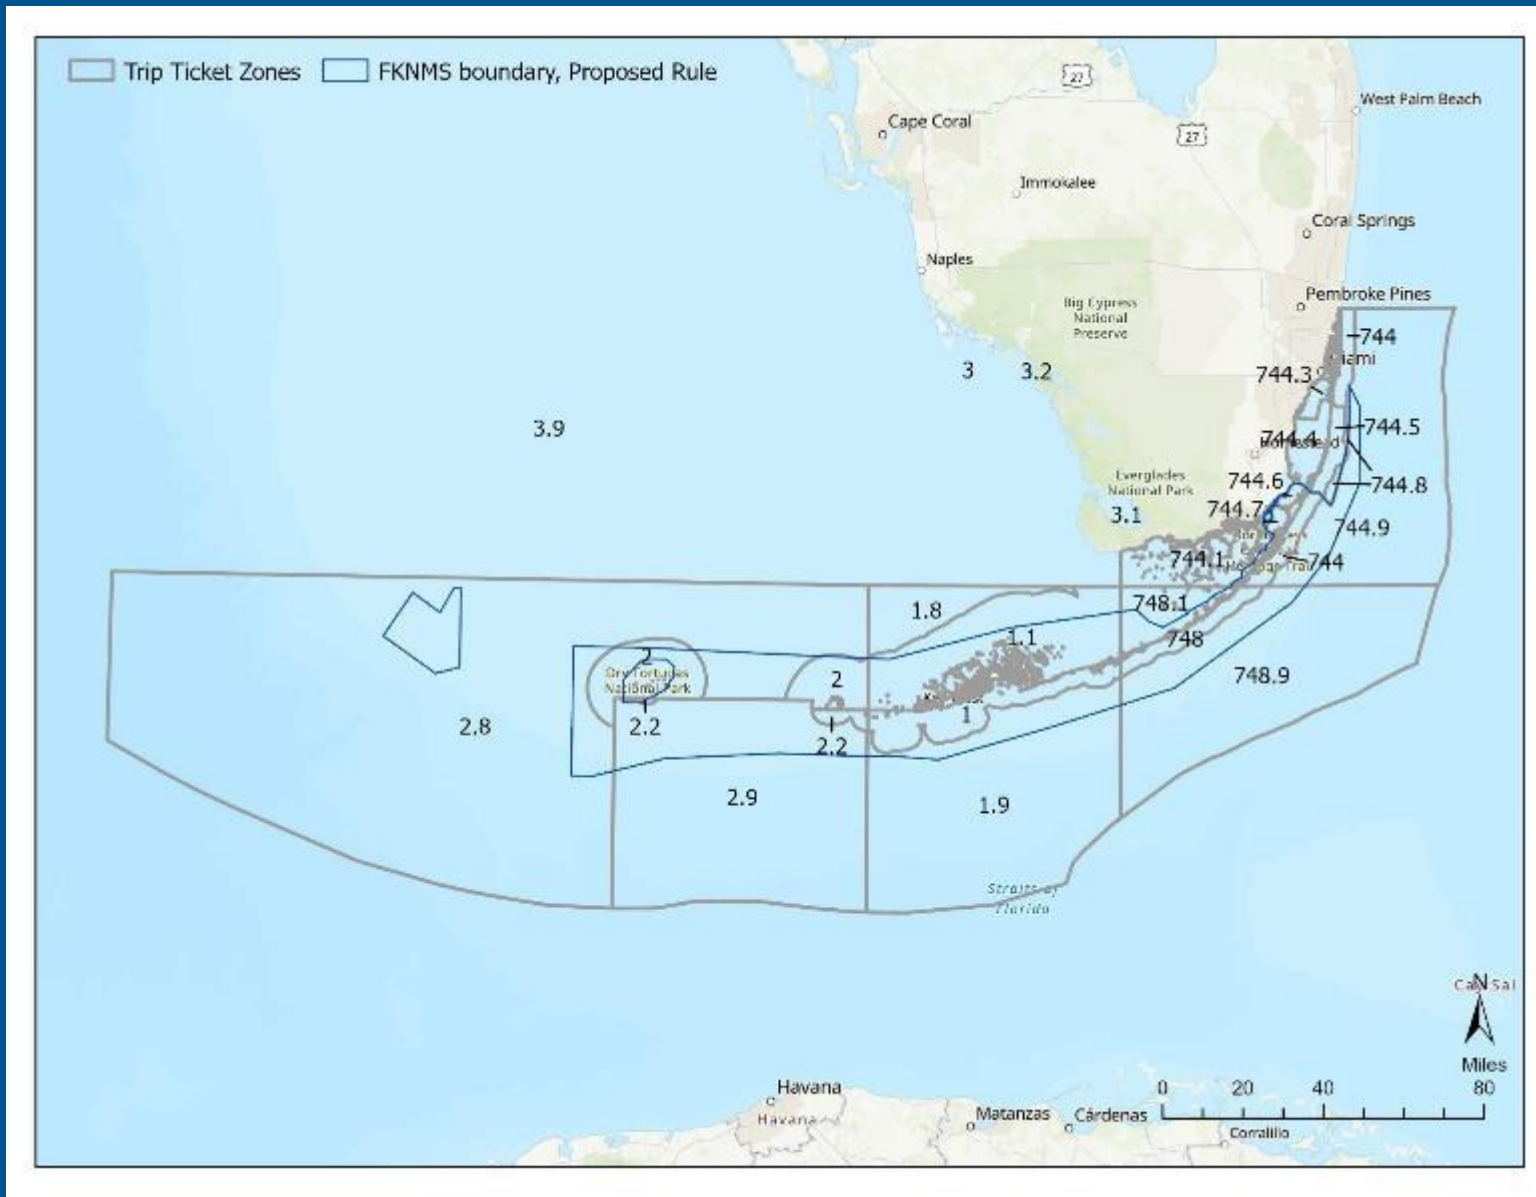 Trip Ticket Zones
FKNMS boundary, Proposed Rule
27
West Palm Beach
Cape Coral
27
Immokalee
Coral Springs
Naples
Pembroke Pines
Big Cypress
National
Preserve
744
iami
3
3.2
744.3
3.9
744.5
744.4
Everglades
National Park
744.6
744.8
3.1
744.7
744.9
744.1
744
1.8
748.1
1.1
748
2
Dry Tortugas
National Park
2
748.9
1
2.8
2.2
2.2
2.9
1.9
Straits of
Florida
N
Cay Sal
Miles
0
20
40
80
Havana
Havana
Matanzas
Cárdenas
Corralillo